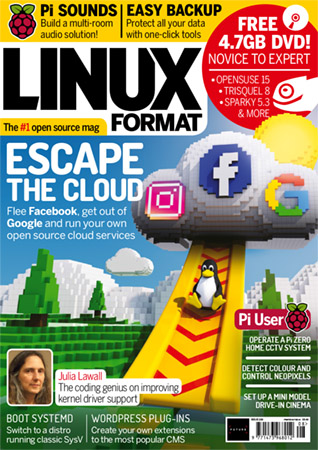 Pi SOUNDS
Build a multi-room
audio solution!
EASY BACKUP
Protect all your data
with one-click tools
FREE
4.7GB DVD!
NOVICE TO EXPERT
• OPENSUSE 15
• TRISQUEL 8
• SPARKY 5.3
& MORE
LINUX
FORMAT
The #1 open source mag
ESCAPE
THE CLOUD
Flee Facebook, get out of
Google and run your own
open source cloud services
f
G
Pi User
OPERATE A PI ZERO
HOME CCTV SYSTEM
DETECT COLOUR AND
CONTROL NEOPIXELS
SET UP A MINI MODEL
DRIVE-IN CINEMA
Julia Lawall
The coding genius on improving
kernel driver support
BOOT SYSTEMD
Switch to a distro
running classic SysV
WORDPRESS PLUG-INS
Create your own extensions
to the most popular CMS
FUTURE
08
9 771473 968012